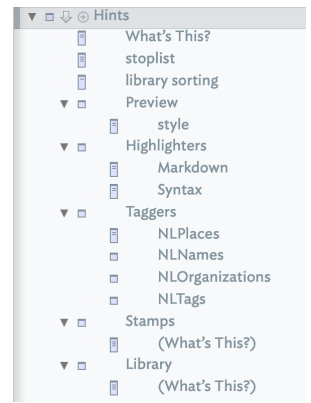 Hints
What's This?
stoplist
library sorting
Preview
style
Highlighters
Markdown
Syntax
Taggers
NLPlaces
NLNames
NLOrganizations
NLTags
Stamps
(What's This?)
Library
(What's This?)